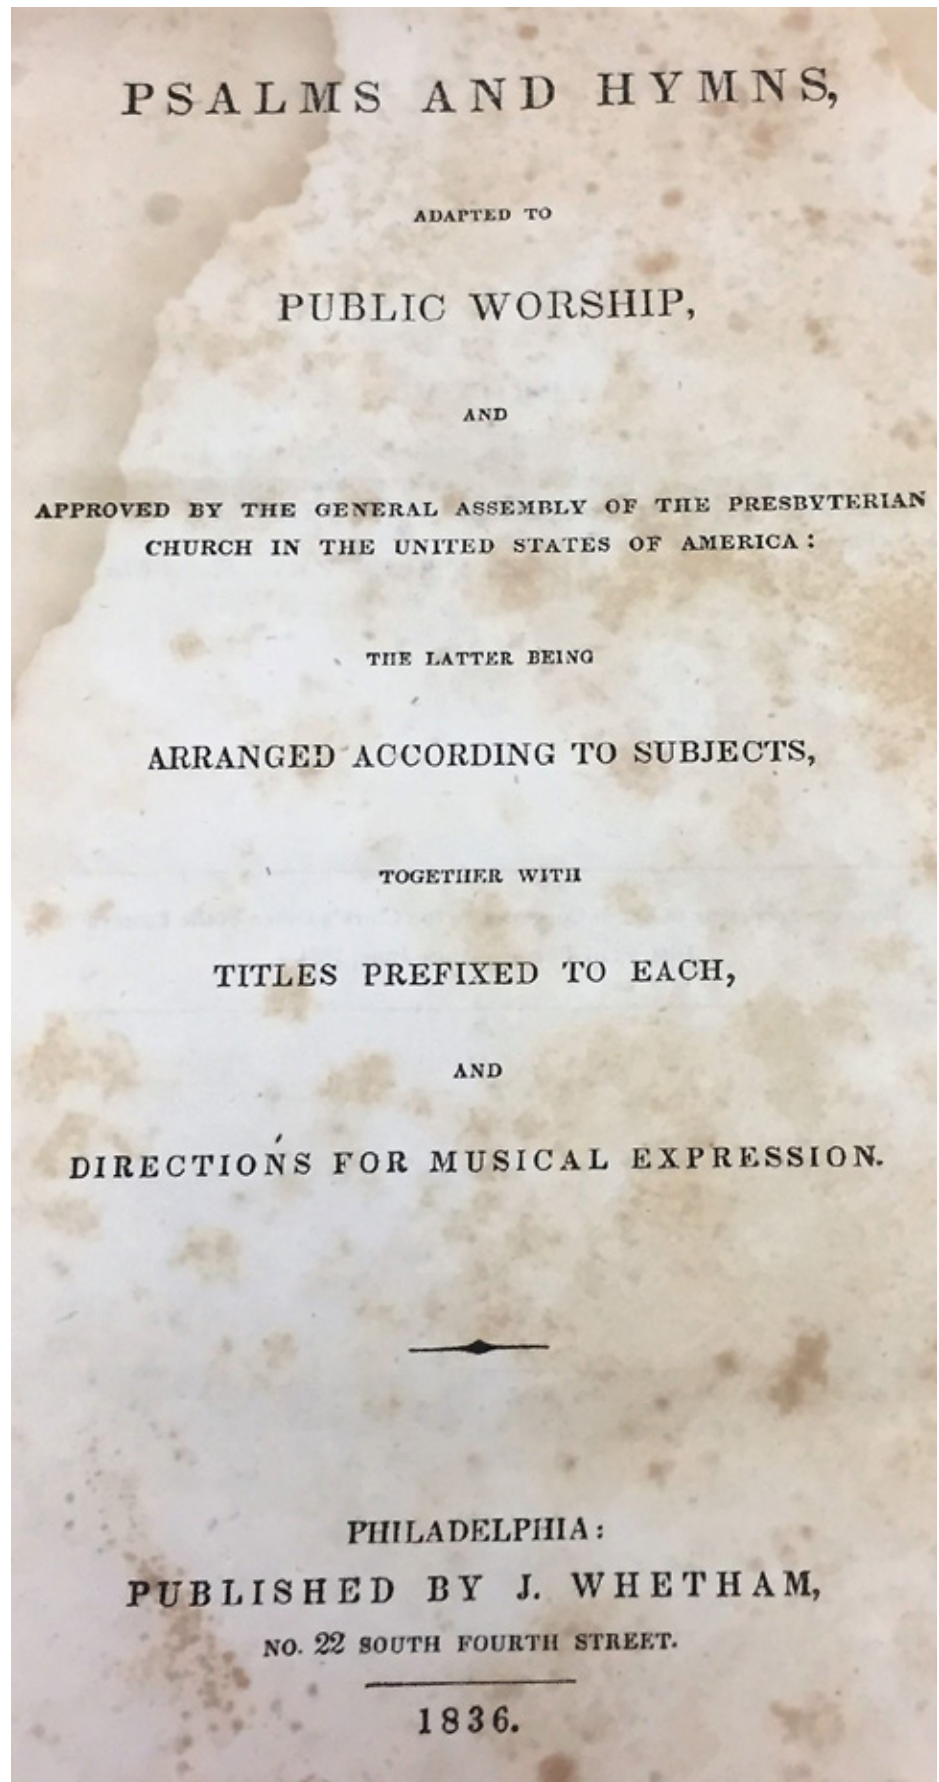 PSALMS AND HYMNS,
ADAPTED TO
PUBLIC WORSHIP,
AND
APPROVED BY THE GENERAL ASSEMBLY OF THE PRESBYTERIAN
CHURCH IN THE UNITED STATES OF AMERICA:
THE LATTER BEING
ARRANGED ACCORDING TO SUBJECTS,
TOGETHER WITH
TITLES PREFIXED TO EACH,
AND
DIRECTIONS FOR MUSICAL EXPRESSION.
PHILADELPHIA:
PUBLISHED BY J. WHETHAM,
NO. 22 SOUTH FOURTH STREET.
1836.